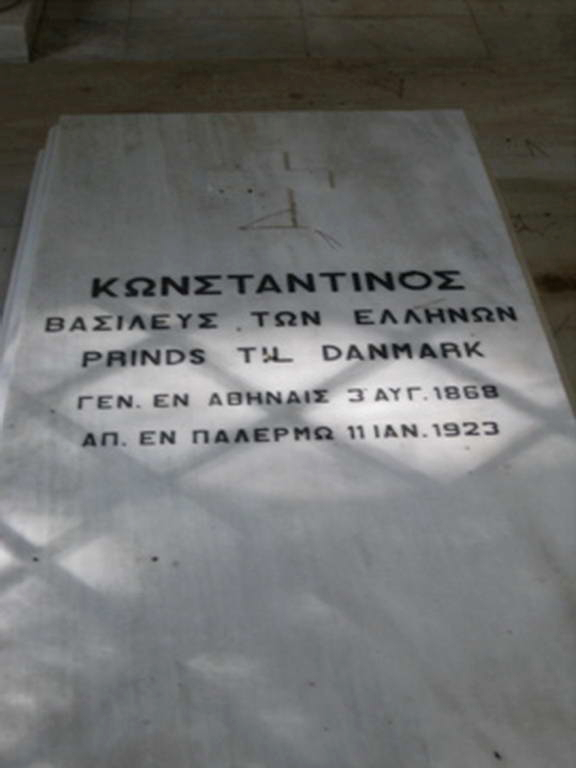 ΚΩΝΣΤΑΝΤΙΝΟΣ
ΒΑΣΙΛΕΥΣ ΤΩΝ ΕΛΛΗΝΩΝ
PRINDS TIL DANMARK
ΓΕΝ. ΕΝ ΑΘΗΝΑΙΣ 3 ΑΥΓ. 1868
ΑΠ. ΕΝ ΠΑΛΕΡΜΩ 11 ΙΑΝ. 1923